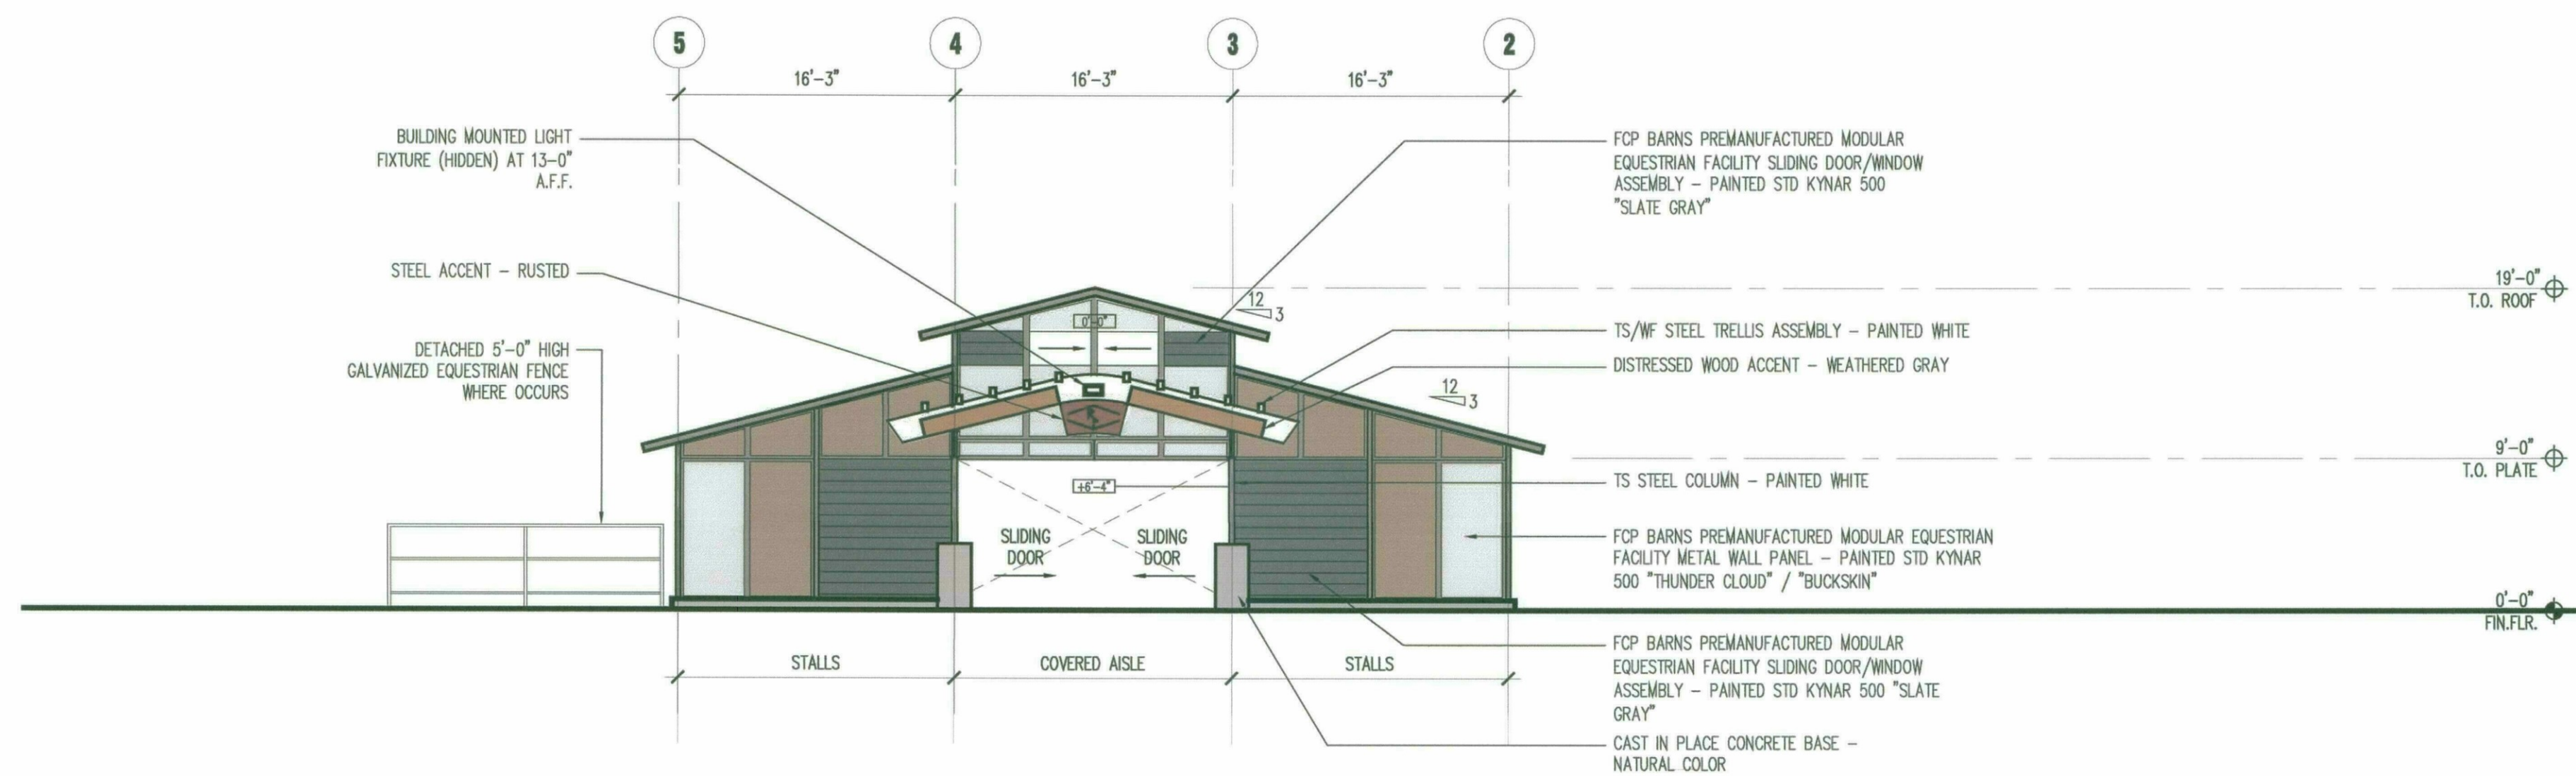 5
4
3
2
16'-3"
16'-3"
16'-3"
BUILDING MOUNTED LIGHT
FIXTURE (HIDDEN) AT 13-0"
A.F.F.
STEEL ACCENT - RUSTED
DETACHED 5'-0" HIGH
GALVANIZED EQUESTRIAN FENCE
WHERE OCCURS
FCP BARNS PREMANUFACTURED MODULAR
EQUESTRIAN FACILITY SLIDING DOOR/WINDOW
ASSEMBLY - PAINTED STD KYNAR 500
"SLATE GRAY"
12
3
0'-0"
19'-0"
T.O. ROOF
TS/WF STEEL TRELLIS ASSEMBLY - PAINTED WHITE
DISTRESSED WOOD ACCENT - WEATHERED GRAY
12
3
9'-0"
T.O. PLATE
TS STEEL COLUMN - PAINTED WHITE
+6'-4"
SLIDING
DOOR
SLIDING
DOOR
FCP BARNS PREMANUFACTURED MODULAR EQUESTRIAN
FACILITY METAL WALL PANEL - PAINTED STD KYNAR
500 "THUNDER CLOUD" / "BUCKSKIN"
0'-0"
FIN.FLR.
STALLS
COVERED AISLE
STALLS
FCP BARNS PREMANUFACTURED MODULAR
EQUESTRIAN FACILITY SLIDING DOOR/WINDOW
ASSEMBLY - PAINTED STD KYNAR 500 "SLATE
GRAY"
CAST IN PLACE CONCRETE BASE -
NATURAL COLOR